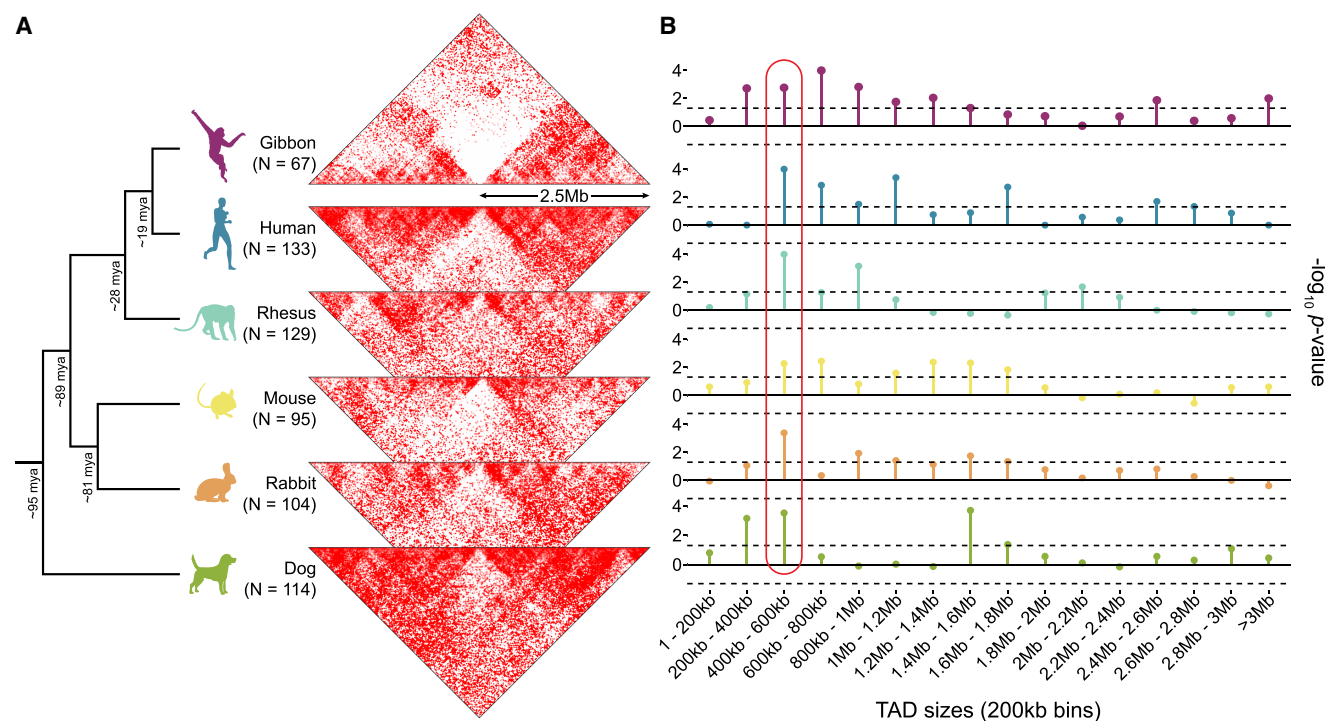 A
Gibbon
(N = 67)
2.5Mb
Human
(N = 133)
Rhesus
(N = 129)
Mouse
(N = 95)
Rabbit
(N = 104)
Dog
(N = 114)
~19 mya
~28 mya
~89 mya
~81 mya
~95 mya
B
4
2
0
4
2
0
4
2
0
4
2
0
4
2
0
4
2
0
-log10 p-value
1 - 200kb
200kb - 400kb
400kb - 600kb
600kb - 800kb
800kb - 1Mb
1Mb - 1.2Mb
1.2Mb - 1.4Mb
1.4Mb - 1.6Mb
1.6Mb - 1.8Mb
1.8Mb - 2Mb
2Mb - 2.2Mb
2.2Mb - 2.4Mb
2.4Mb - 2.6Mb
2.6Mb - 2.8Mb
2.8Mb - 3Mb
>3Mb
TAD sizes (200kb bins)